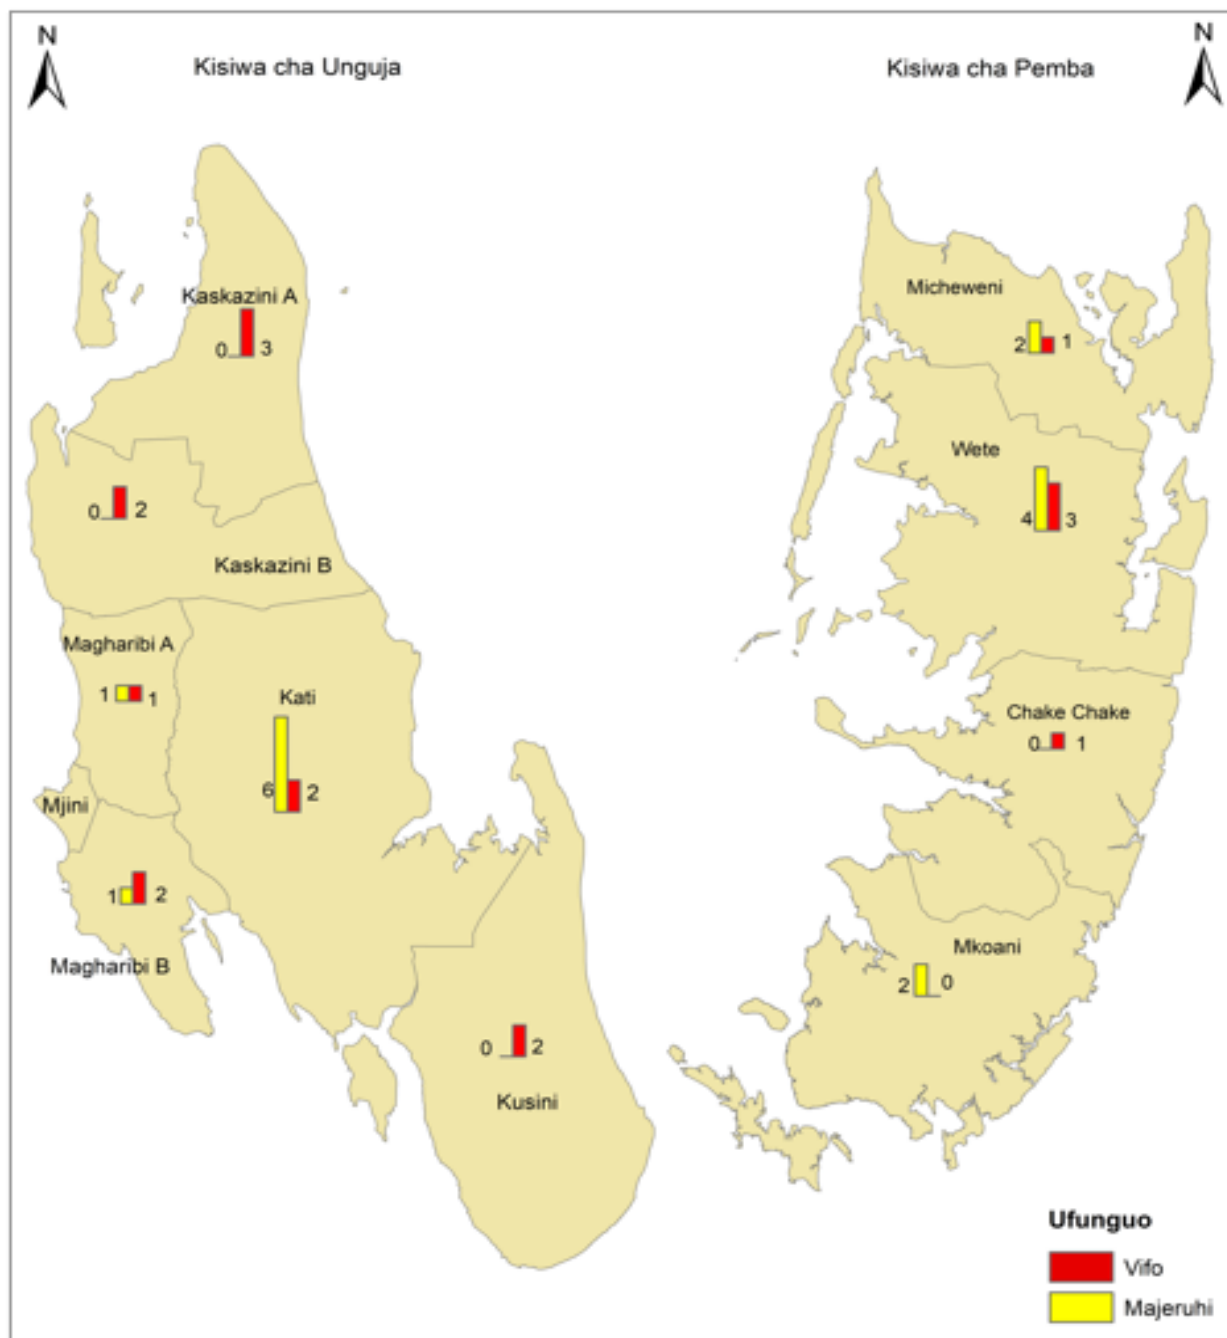 N
Kisiwa cha Unguja
Kisiwa cha Pemba
N
Kaskazini A
0 3
0 2
Kaskazini B
Magharibi A
1 1
Kati
6 2
Mjini
1 2
Magharibi B
0 2
Kusini
Micheweni
2 1
Wete
4 3
Chake Chake
0 1
Mkoani
2 0
Ufunguo
Vifo
Majeruhi